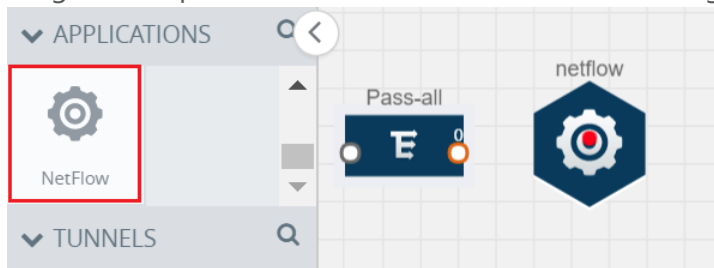 APPLICATIONS
NetFlow
TUNNELS
Pass-all
0
netflow